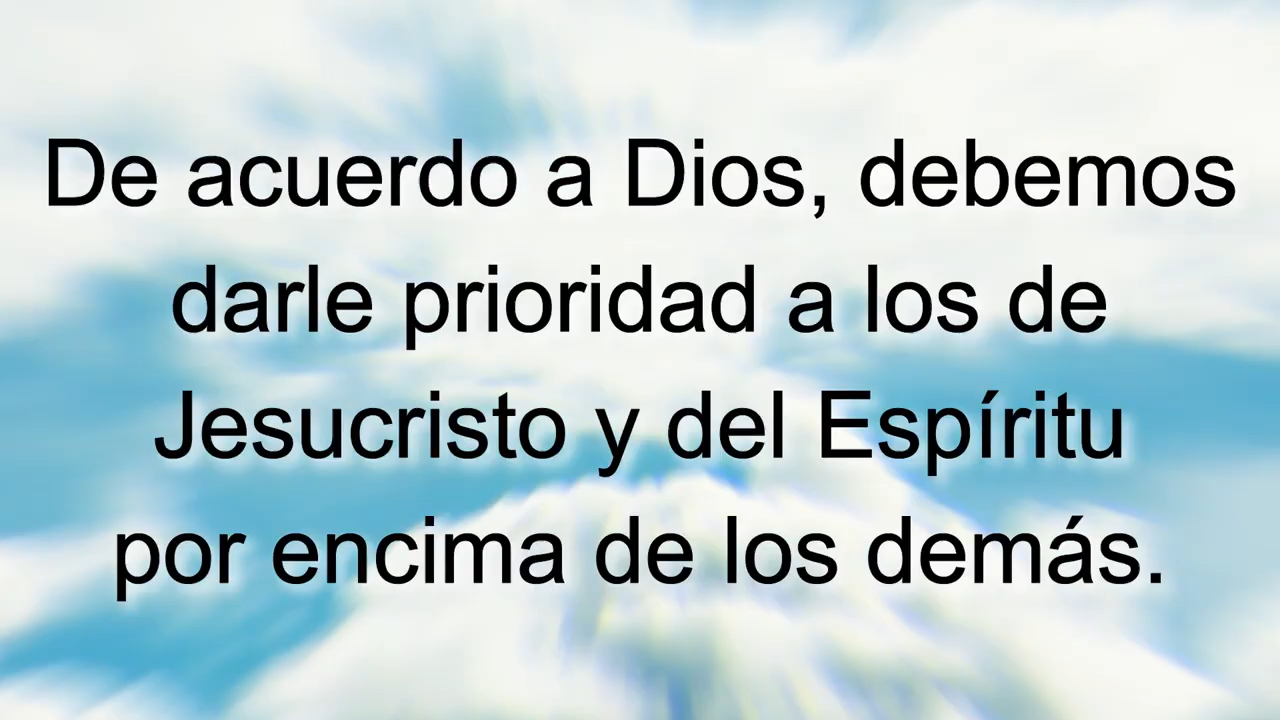 De acuerdo a Dios, debemos
darle prioridad a los de
Jesucristo y del Espíritu
por encima de los demás.